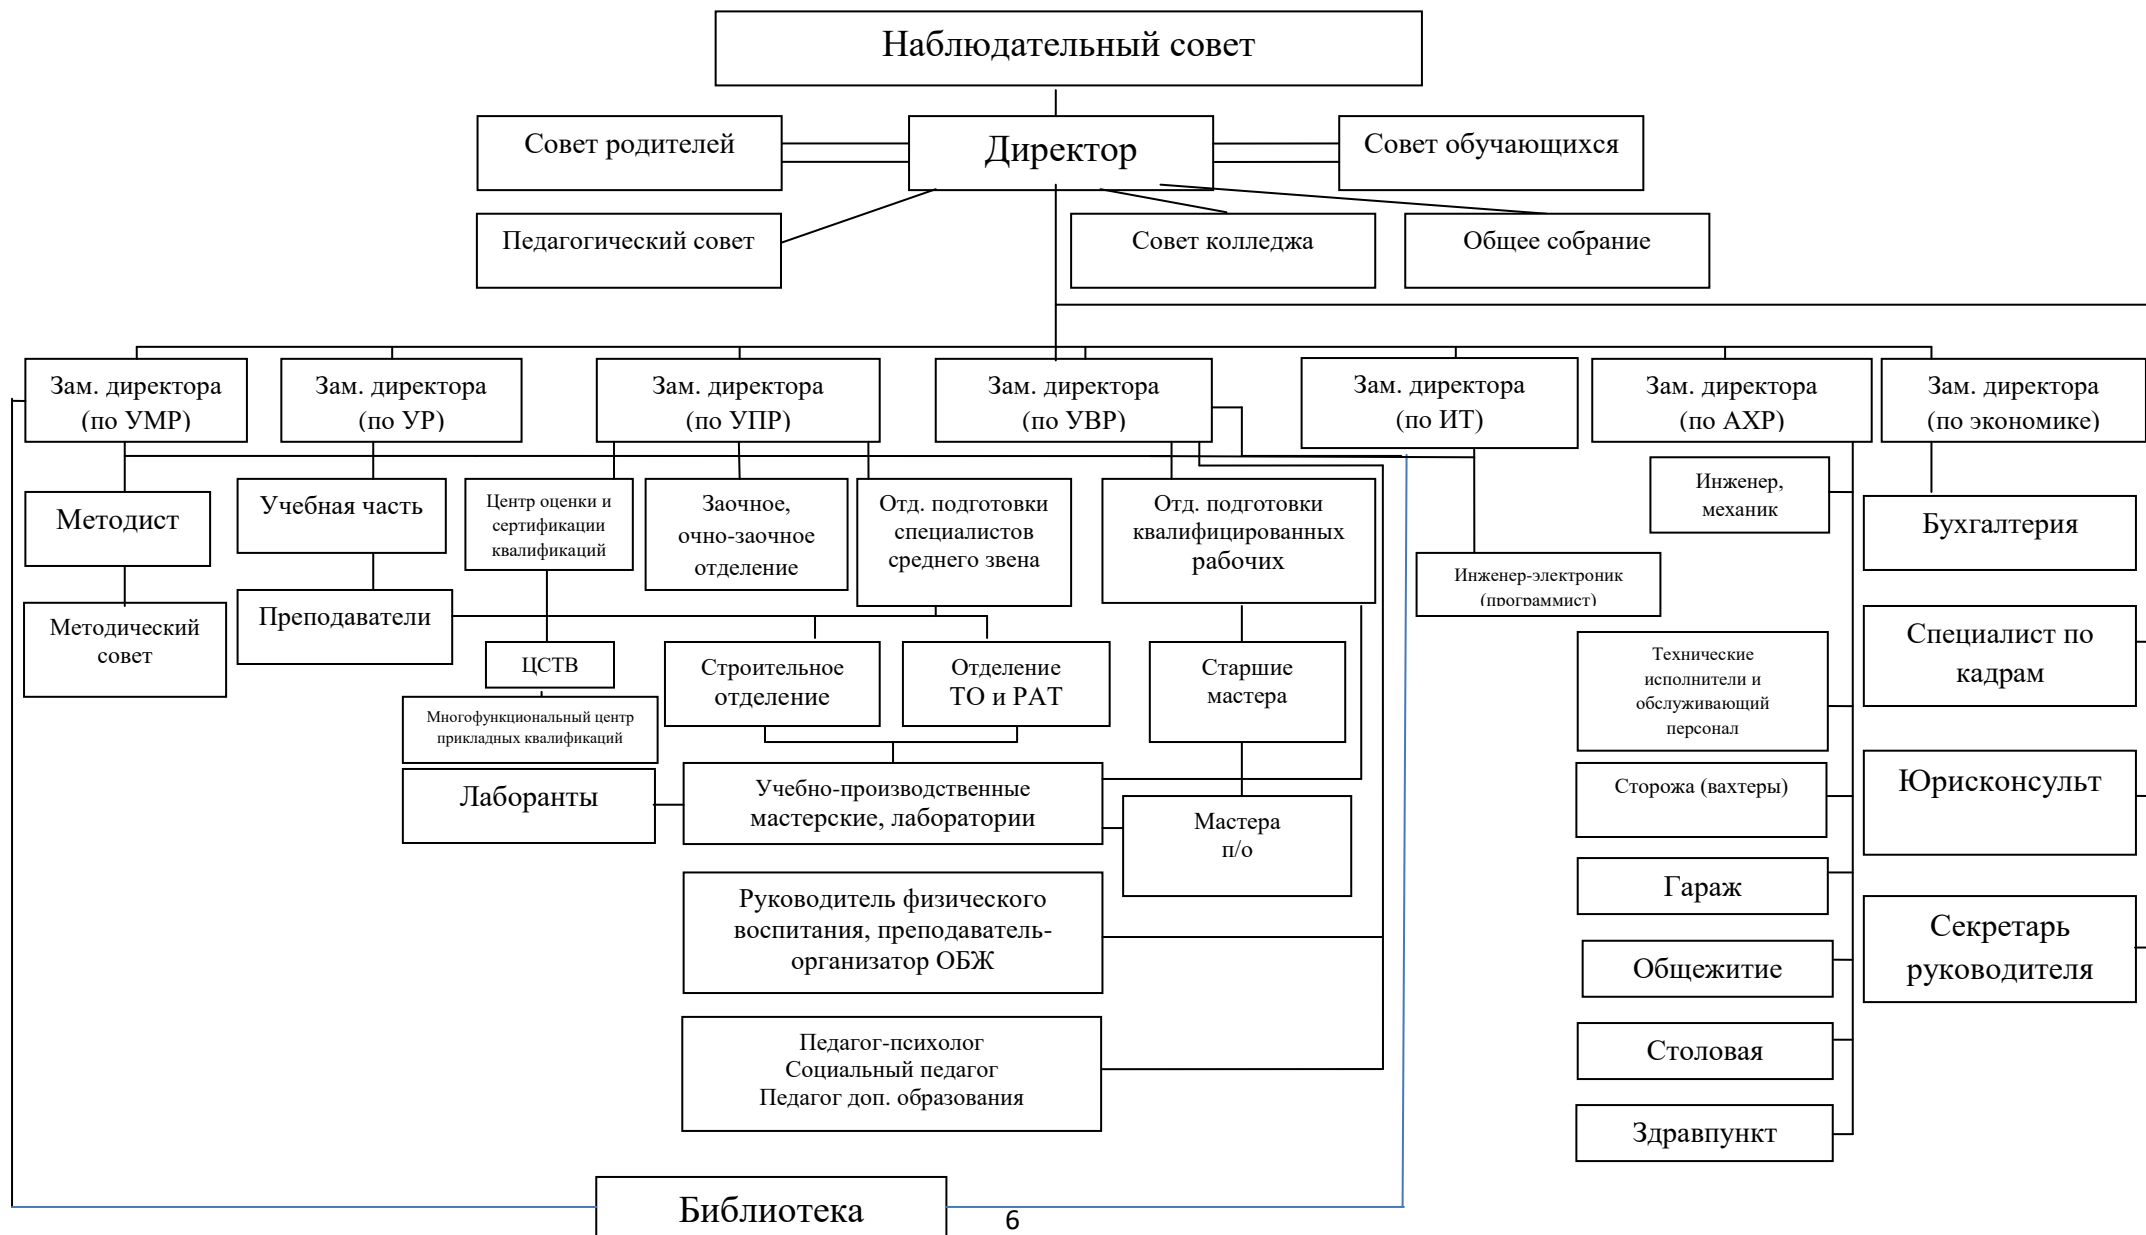 Наблюдательный совет
Совет родителей
Директор
Совет обучающихся
Педагогический совет
Совет колледжа
Общее собрание
Зам. директора
(по УМР)
Зам. директора
(по УР)
Зам. директора
(по УПР)
Зам. директора
(по УВР)
Зам. директора
(по ИТ)
Зам. директора
(по АХР)
Зам. директора
(по экономике)
Методист
Учебная часть
Центр оценки и
сертификации
квалификаций
Заочное,
очно-заочное
отделение
Отд. подготовки
специалистов
среднего звена
Отд. подготовки
квалифицированных
рабочих
Инженер,
механик
Бухгалтерия
Инженер-электроник
(программист)
Методический
совет
Преподаватели
ЦСТВ
Строительное
отделение
Отделение
ТО и РАТ
Старшие
мастера
Технические
исполнители и
обслуживающий
персонал
Специалист по
кадрам
Многофункциональный центр
прикладных квалификаций
Лаборанты
Учебно-производственные
мастерские, лаборатории
Мастера
п/о
Сторожа (вахтеры)
Юрисконсульт
Руководитель физического
воспитания, преподаватель-
организатор ОБЖ
Гараж
Секретарь
руководителя
Общежитие
Педагог-психолог
Социальный педагог
Педагог доп. образования
Столовая
Здравпункт
Библиотека
6